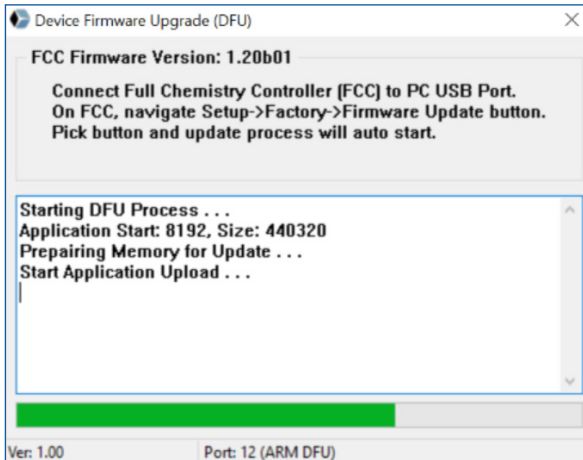 Device Firmware Upgrade (DFU)
FCC Firmware Version: 1.20b01
Connect Full Chemistry Controller (FCC) to PC USB Port.
On FCC, navigate Setup->Factory->Firmware Update button.
Pick button and update process will auto start.
Starting DFU Process . . .
Application Start: 8192, Size: 440320
Prepairing Memory for Update . . .
Start Application Upload . . .
Ver: 1.00
Port: 12 (ARM DFU)